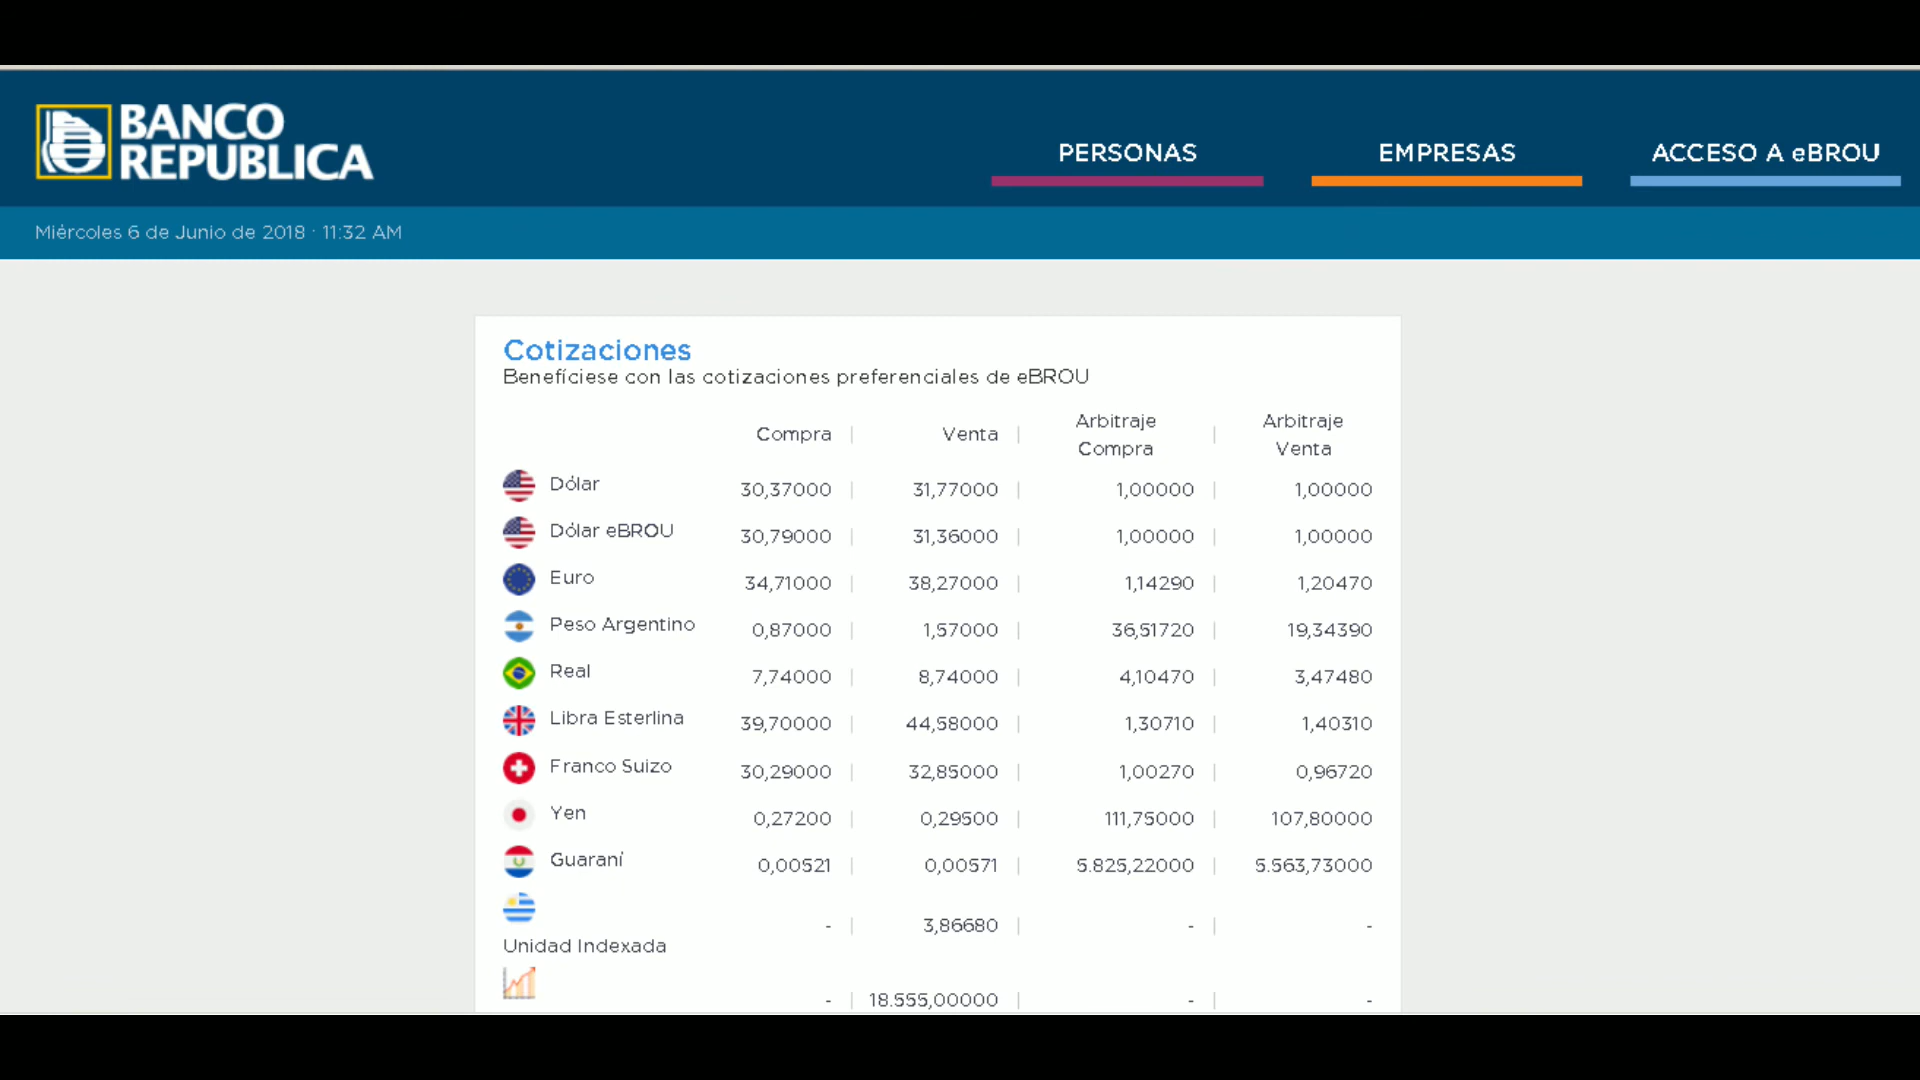 BANCO
REPUBLICA
PERSONAS EMPRESAS ACCESO A eBROU
Miércoles 6 de Junio de 2018 · 11:32 AM
Cotizaciones
Benefíciese con las cotizaciones preferenciales de eBROU
Compra | Venta | Arbitraje Compra | Arbitraje Venta
Dólar 30,37000 | 31,77000 | 1,00000 | 1,00000
Dólar eBROU 30,79000 | 31,36000 | 1,00000 | 1,00000
Euro 34,71000 | 38,27000 | 1,14290 | 1,20470
Peso Argentino 0,87000 | 1,57000 | 36,51720 | 19,34390
Real 7,74000 | 8,74000 | 4,10470 | 3,47480
Libra Esterlina 39,70000 | 44,58000 | 1,30710 | 1,40310
Franco Suizo 30,29000 | 32,85000 | 1,00270 | 0,96720
Yen 0,27200 | 0,29500 | 111,75000 | 107,80000
Guaraní 0,00521 | 0,00571 | 5.825,22000 | 5.563,73000
- | 3,86680 | - | -
Unidad Indexada
- | 18.555,00000 | - | -